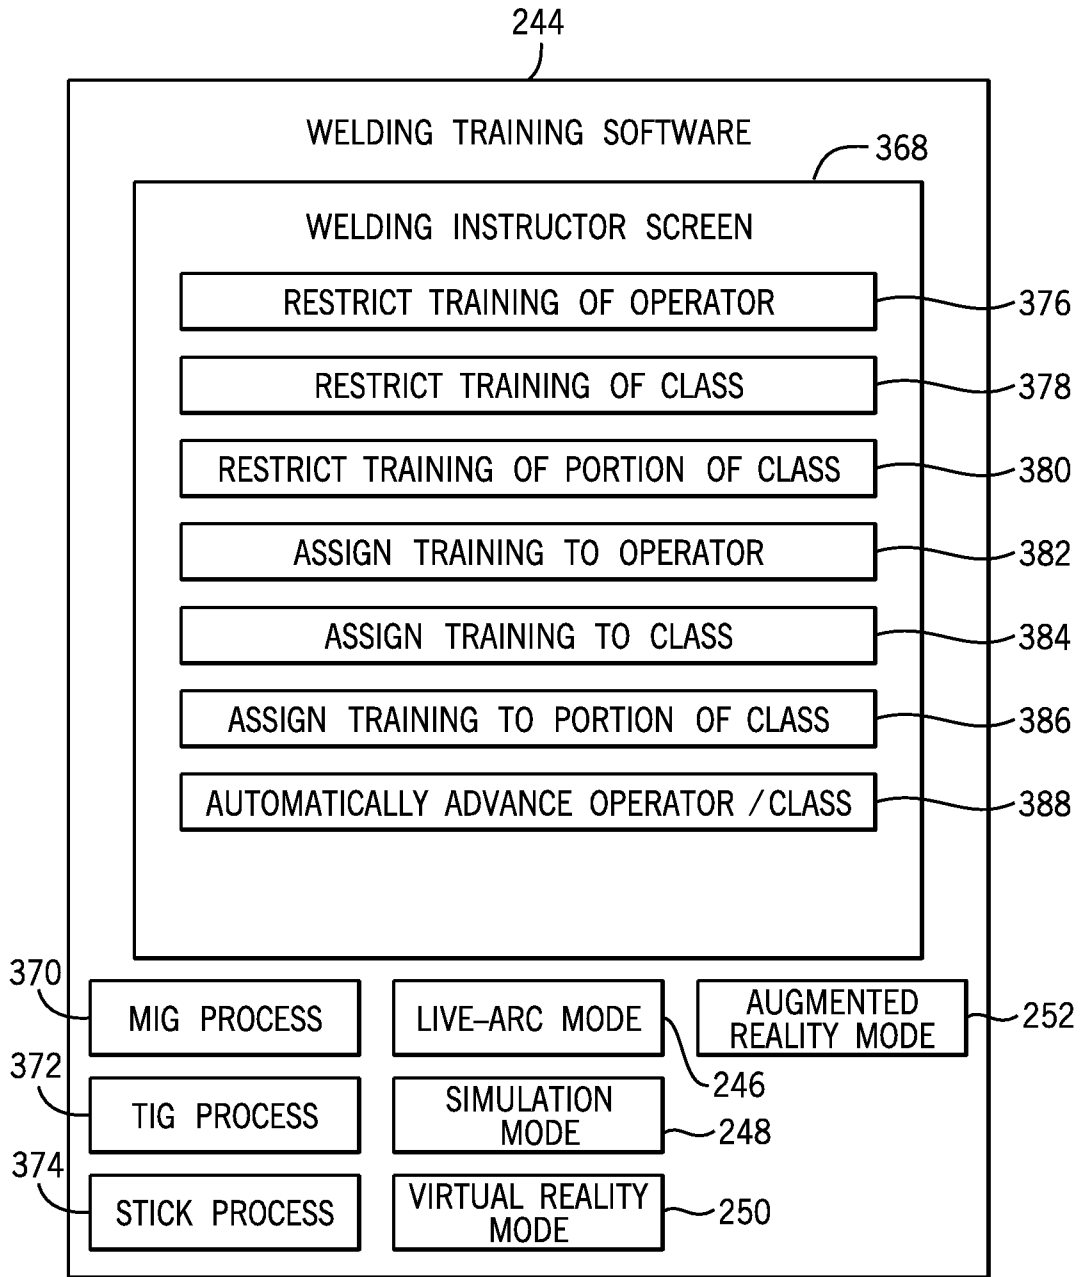 244
WELDING TRAINING SOFTWARE
368
WELDING INSTRUCTOR SCREEN
RESTRICT TRAINING OF OPERATOR
376
RESTRICT TRAINING OF CLASS
378
RESTRICT TRAINING OF PORTION OF CLASS
380
ASSIGN TRAINING TO OPERATOR
382
ASSIGN TRAINING TO CLASS
384
ASSIGN TRAINING TO PORTION OF CLASS
386
AUTOMATICALLY ADVANCE OPERATOR / CLASS
388
370
MIG PROCESS
LIVE–ARC MODE
246
AUGMENTED
REALITY MODE
252
372
TIG PROCESS
SIMULATION
MODE
248
374
STICK PROCESS
VIRTUAL REALITY
MODE
250